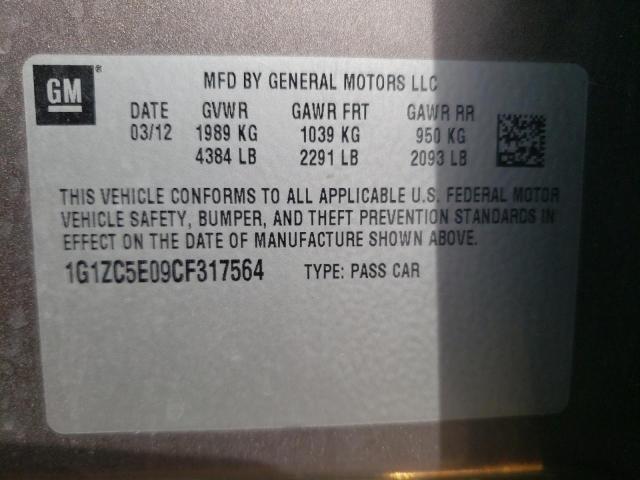 GM ®
MFD BY GENERAL MOTORS LLC
DATE GVWR GAWR FRT GAWR RR
03/12 1989 KG 1039 KG 950 KG
4384 LB 2291 LB 2093 LB
THIS VEHICLE CONFORMS TO ALL APPLICABLE U.S. FEDERAL MOTOR
VEHICLE SAFETY, BUMPER, AND THEFT PREVENTION STANDARDS IN
EFFECT ON THE DATE OF MANUFACTURE SHOWN ABOVE.
1G1ZC5E09CF317564 TYPE: PASS CAR